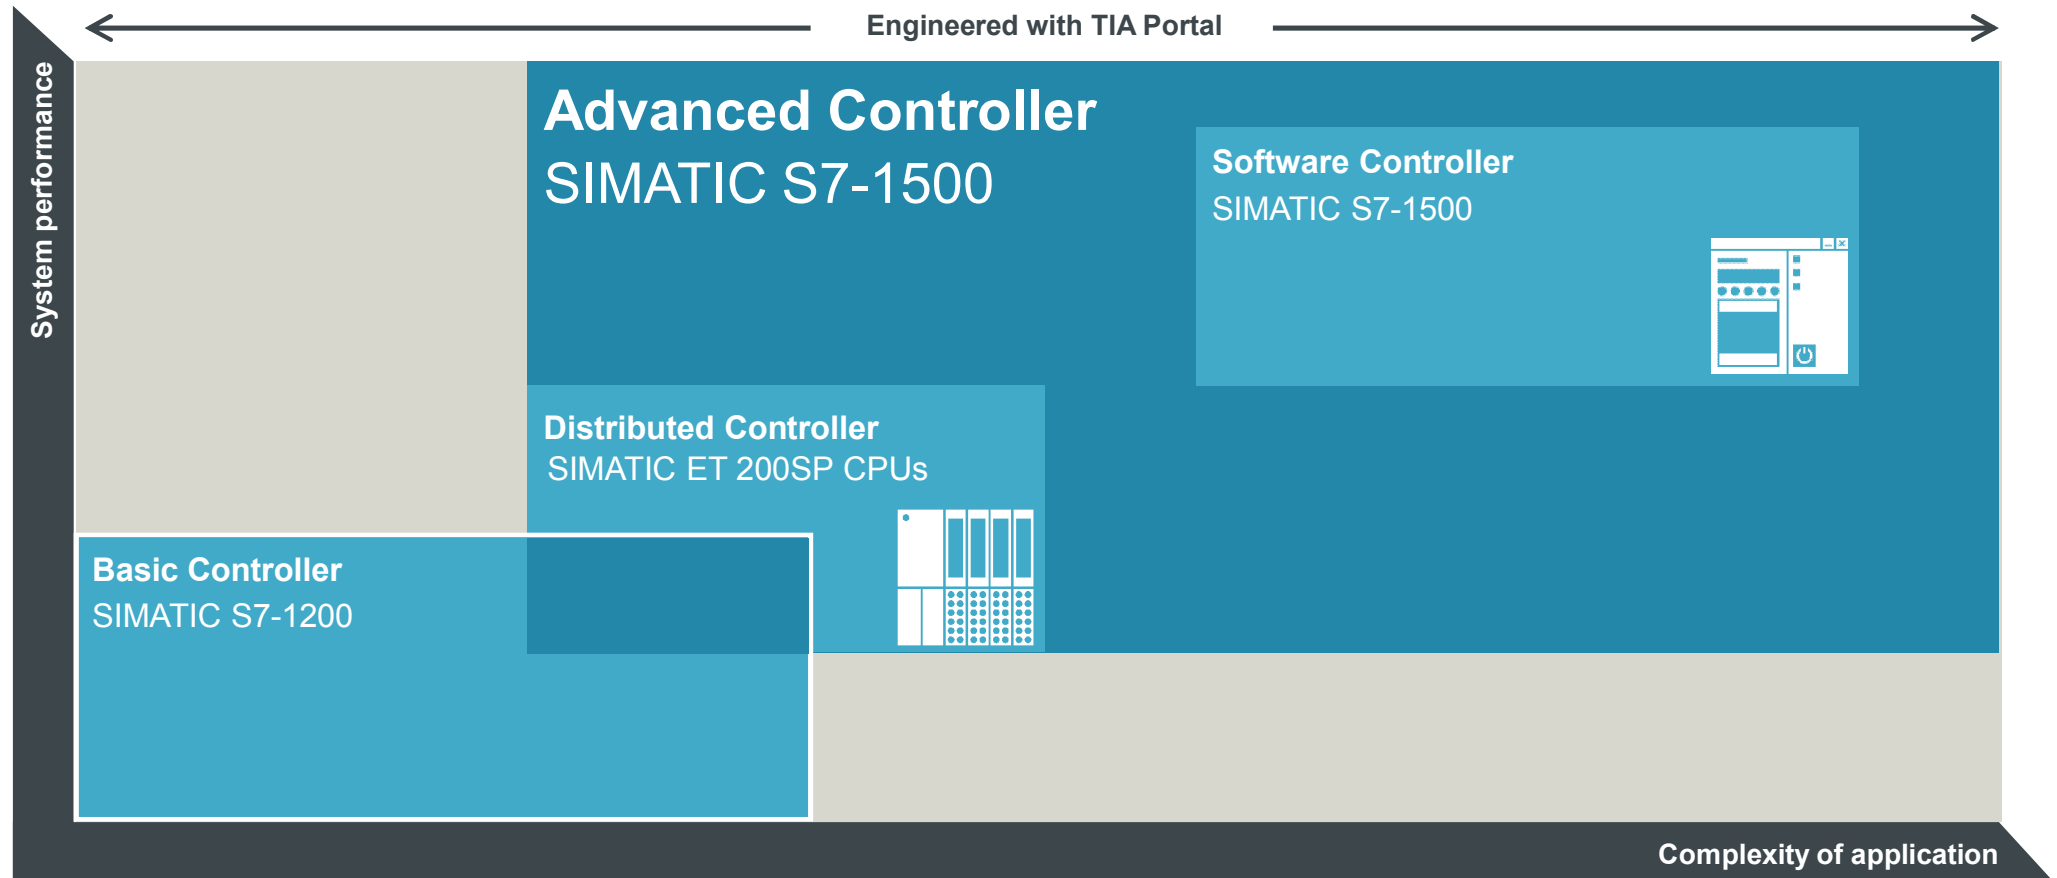 Engineered with TIA Portal
System performance
Advanced Controller
SIMATIC S7-1500
Software Controller
SIMATIC S7-1500
Distributed Controller
SIMATIC ET 200SP CPUs
Basic Controller
SIMATIC S7-1200
Complexity of application